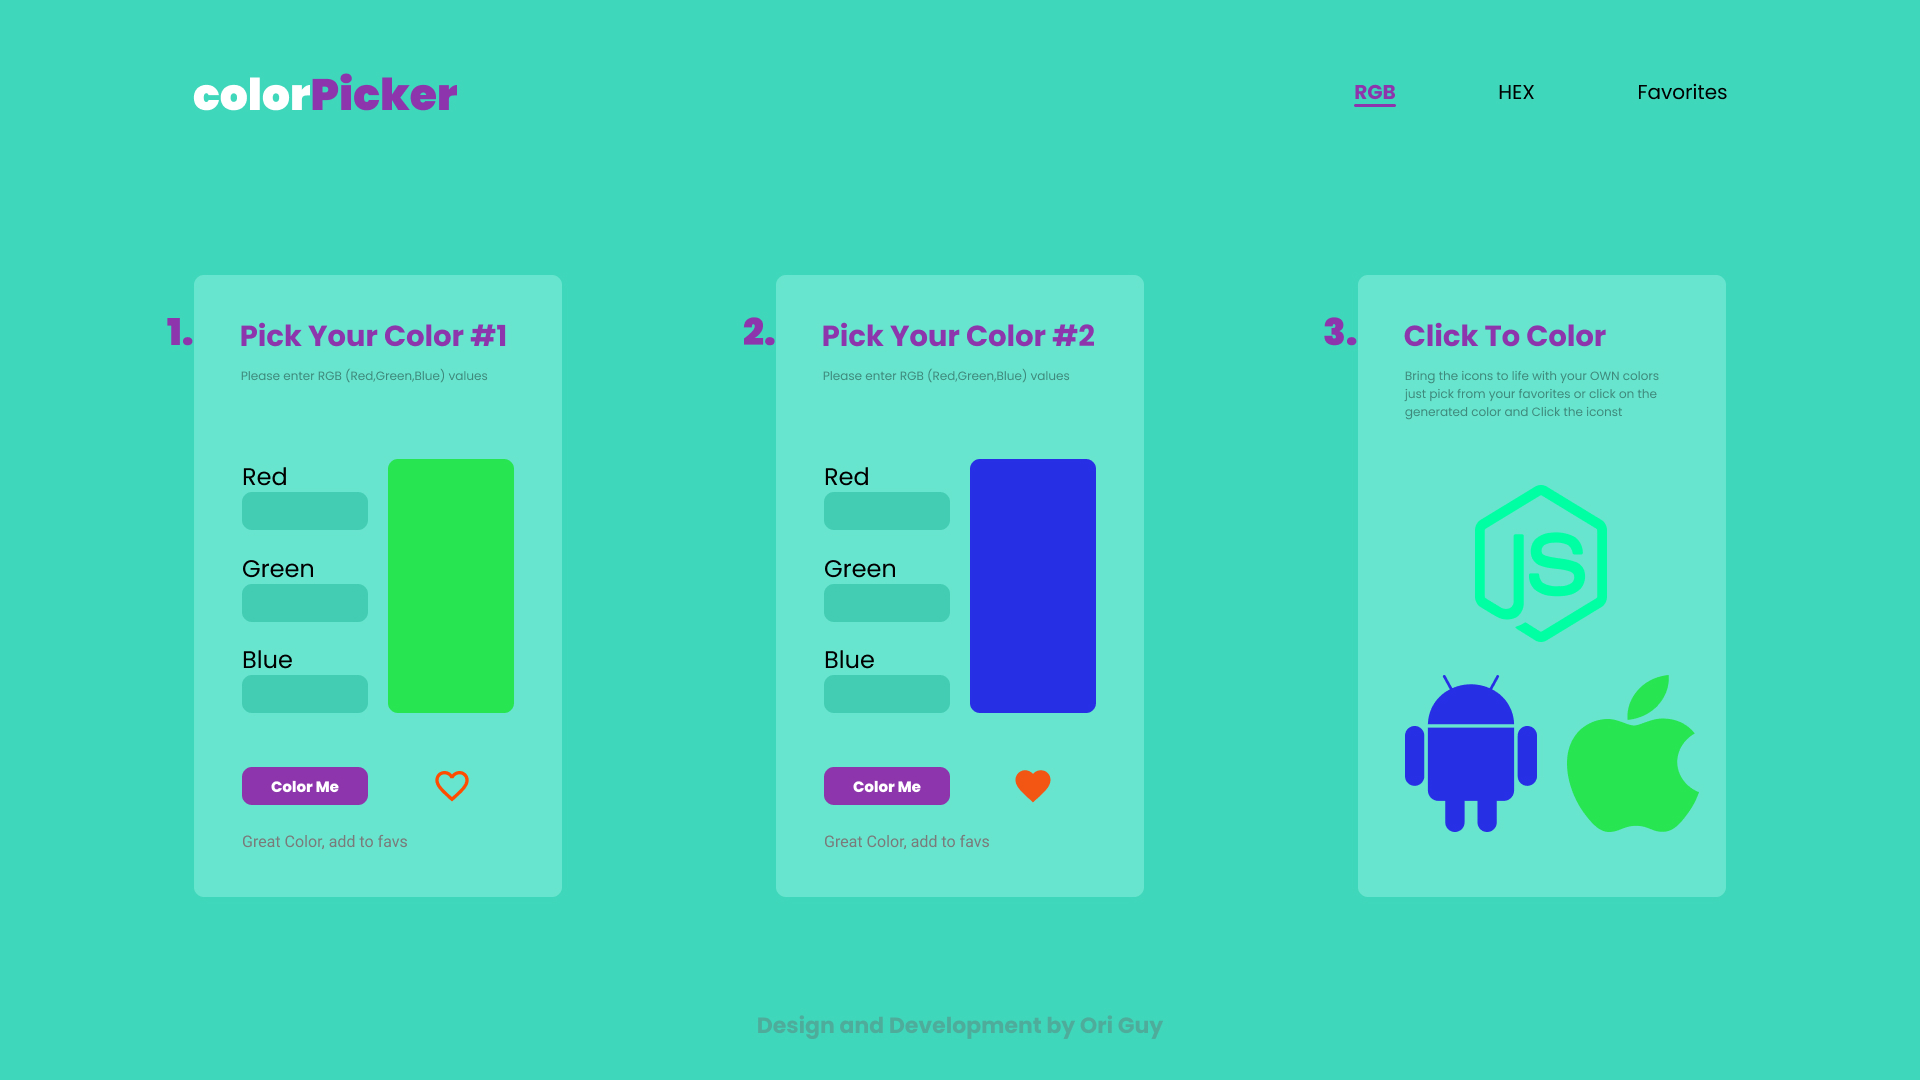 colorPicker
RGB
HEX
Favorites
1.
Pick Your Color #1
Please enter RGB (Red,Green,Blue) values
Red
Green
Blue
Color Me
Great Color, add to favs
2.
Pick Your Color #2
Please enter RGB (Red,Green,Blue) values
Red
Green
Blue
Color Me
Great Color, add to favs
3.
Click To Color
Bring the icons to life with your OWN colors
just pick from your favorites or click on the
generated color and Click the iconst
JS
Design and Development by Ori Guy